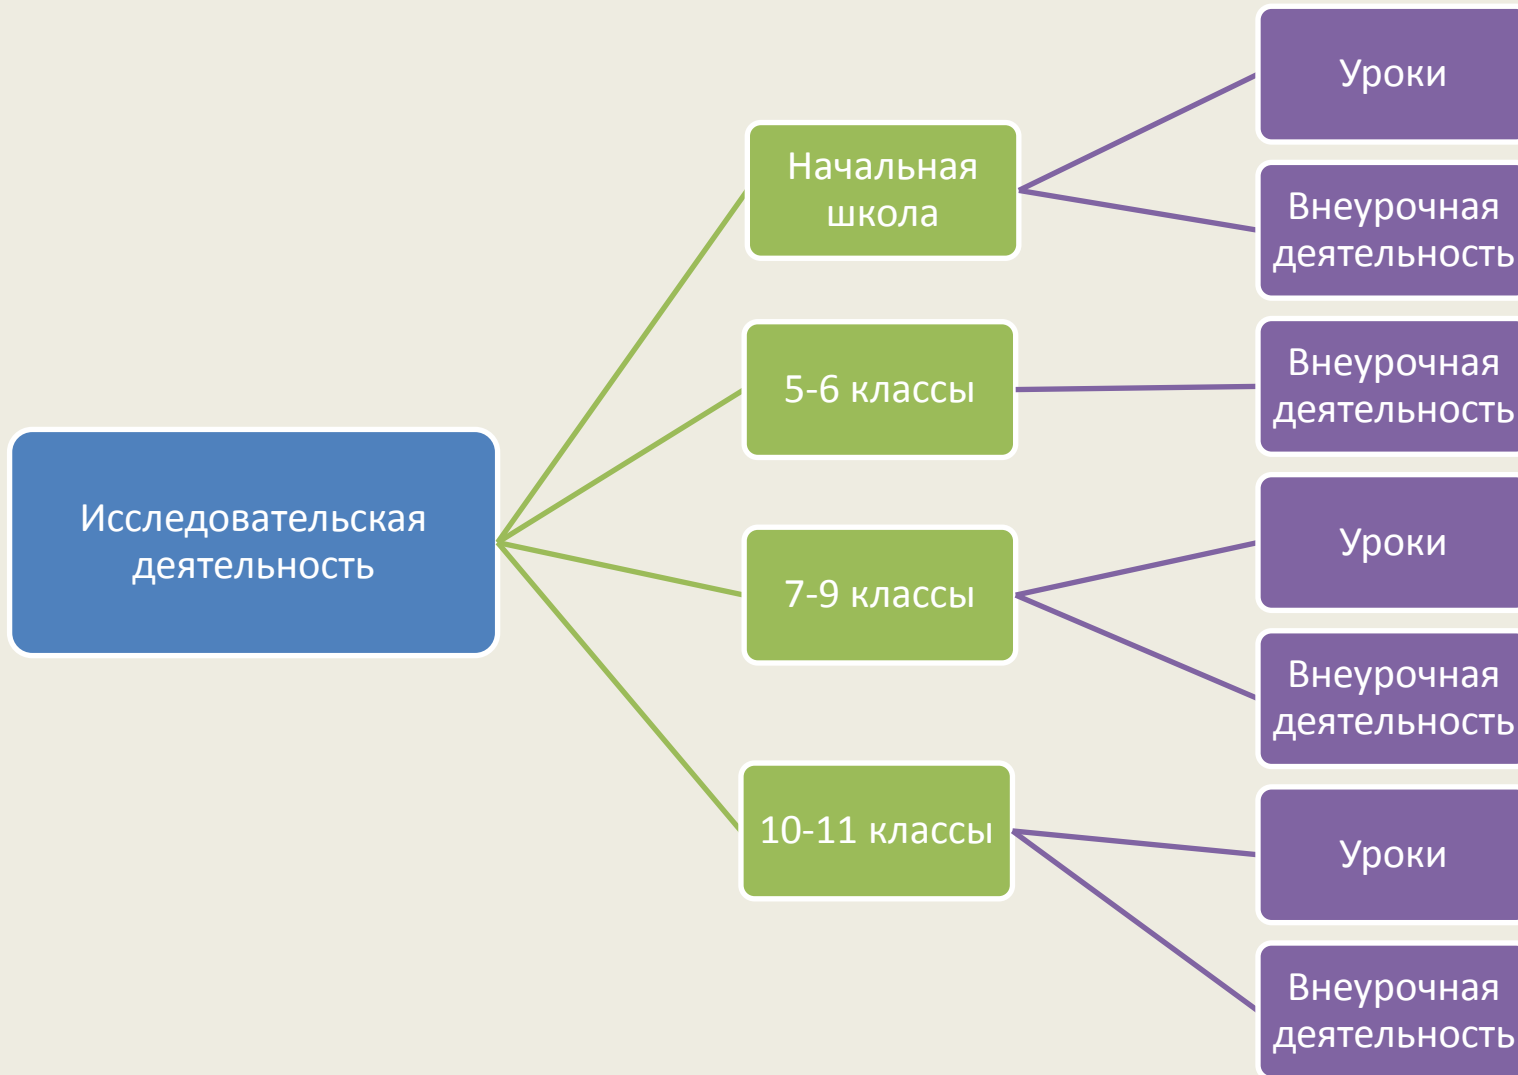 Исследовательская
деятельность
Начальная
школа
Уроки
Внеурочная
деятельность
5-6 классы
Внеурочная
деятельность
7-9 классы
Уроки
Внеурочная
деятельность
10-11 классы
Уроки
Внеурочная
деятельность